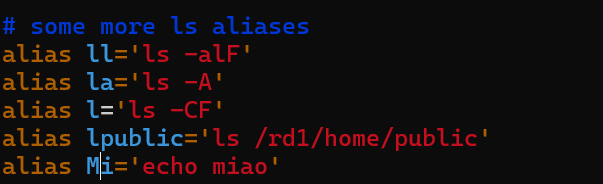 # some more ls aliases
alias ll='ls -alF'
alias la='ls -A'
alias l='ls -CF'
alias lpublic='ls /rd1/home/public'
alias Mi='echo miao'